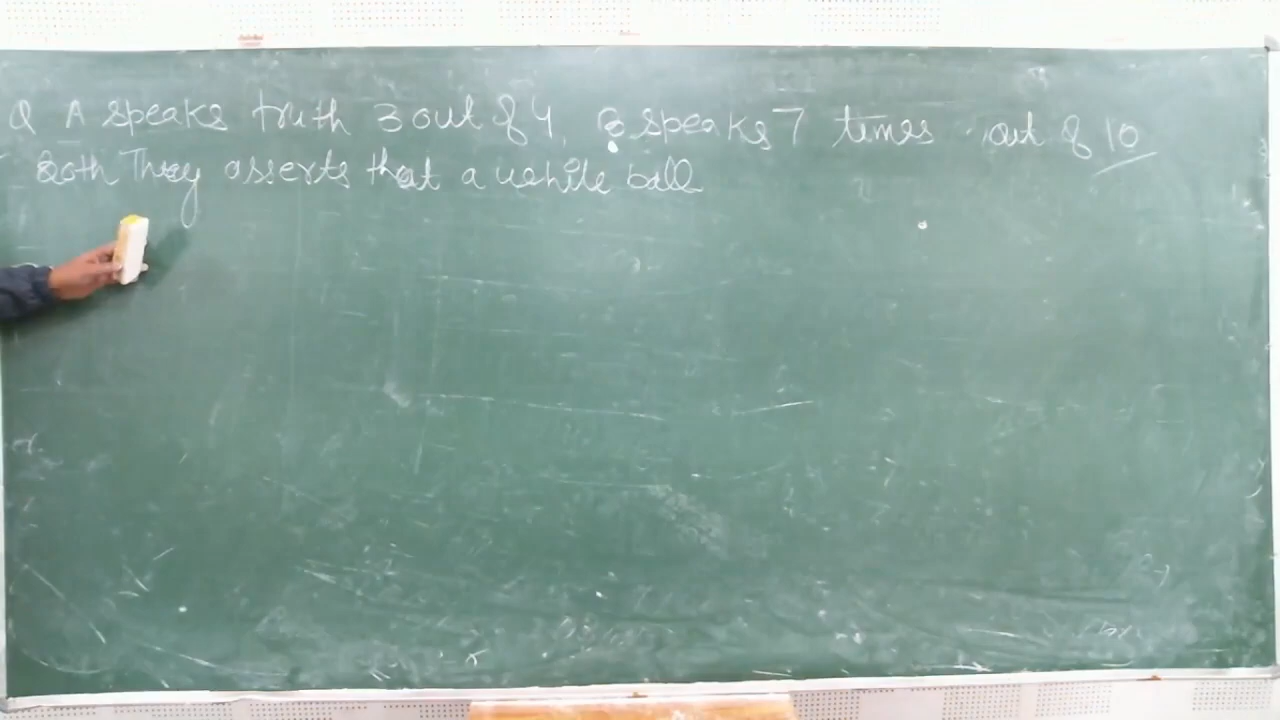 Q A speaks truth 3 out of 4, B speaks 7 times out of 10
Both They asserts that a white ball